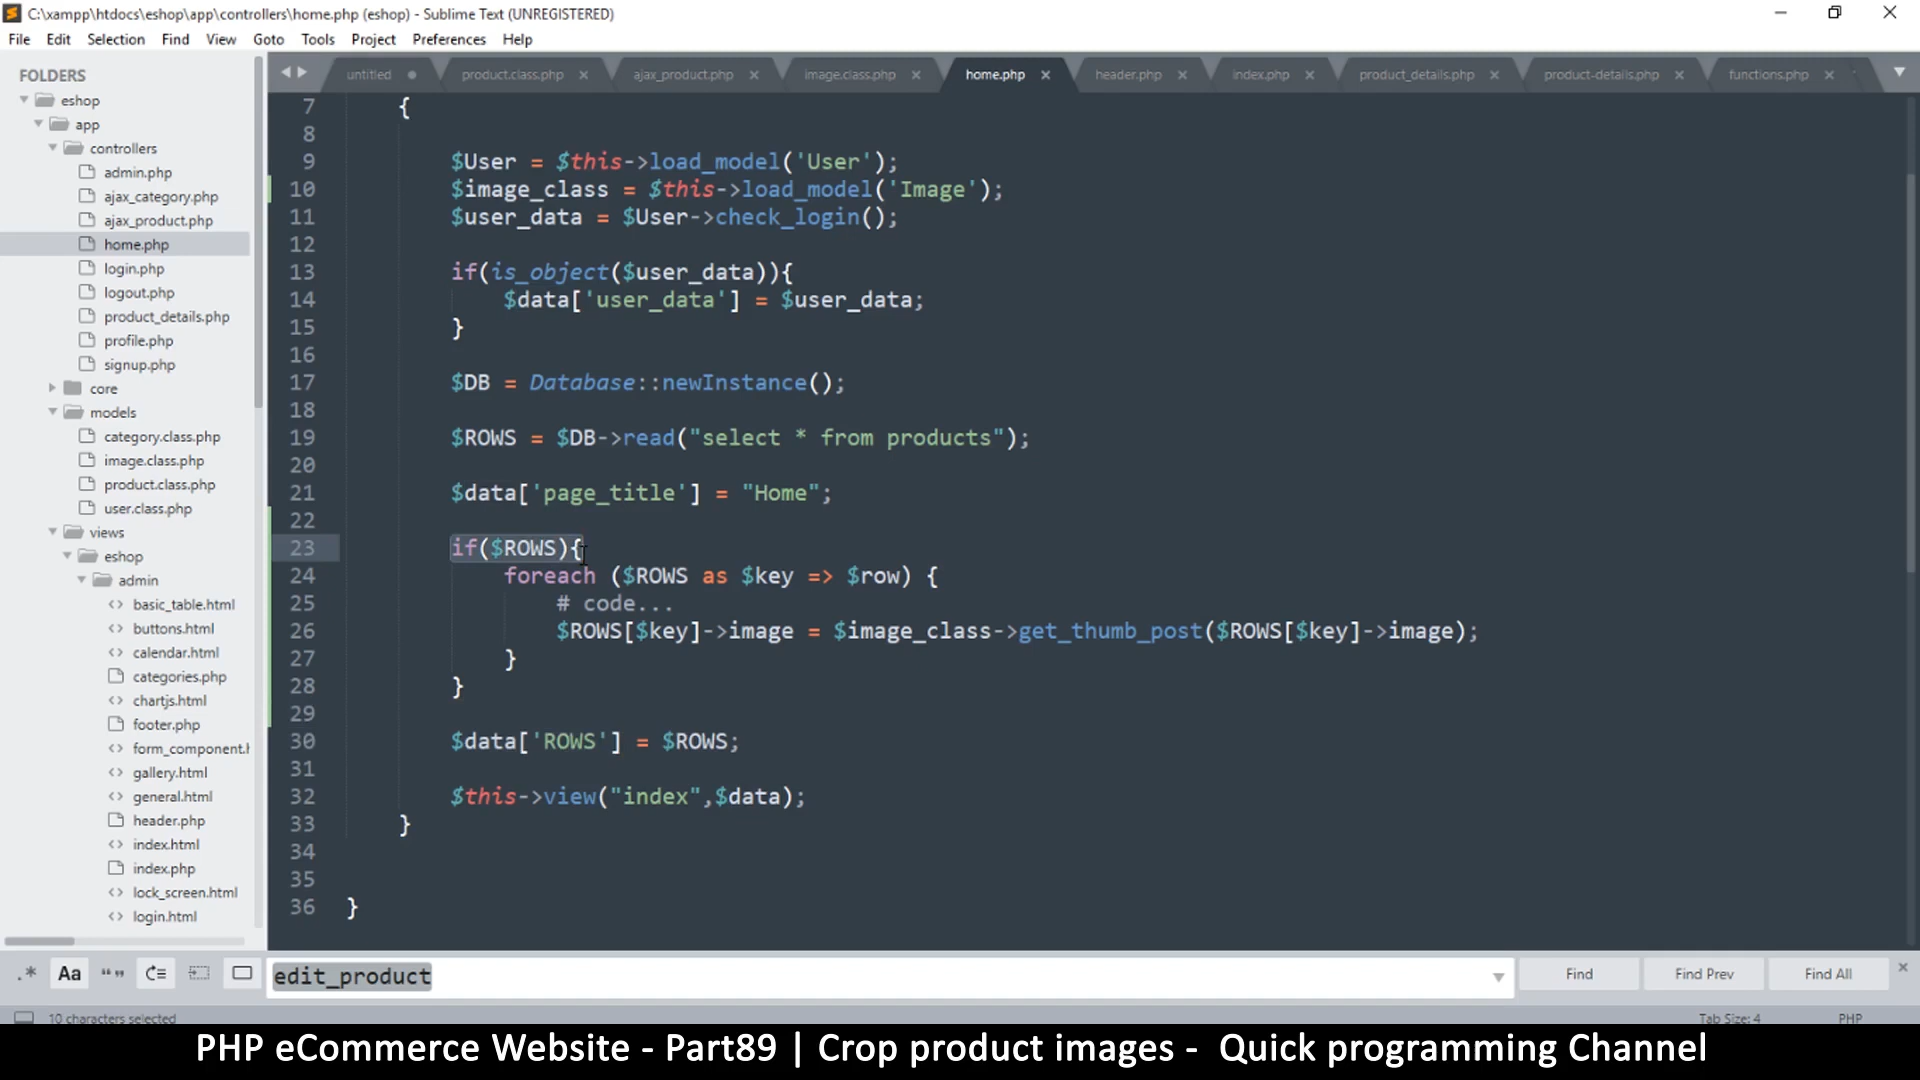 C:\xampp\htdocs\eshop\app\controllers\home.php (eshop) - Sublime Text (UNREGISTERED)
File Edit Selection Find View Goto Tools Project Preferences Help
FOLDERS
eshop
app
controllers
admin.php
ajax_category.php
ajax_product.php
home.php
login.php
logout.php
product_details.php
profile.php
signup.php
core
models
category.class.php
image.class.php
product.class.php
user.class.php
views
eshop
admin
basic_table.html
buttons.html
calendar.html
categories.php
chartjs.html
footer.php
form_component.h
gallery.html
general.html
header.php
index.html
index.php
lock_screen.html
login.html
untitled product.class.php ajax_product.php image.class.php home.php header.php index.php product_details.php product-details.php functions.php
7 {
8
9 $User = $this->load_model('User');
10 $image_class = $this->load_model('Image');
11 $user_data = $User->check_login();
12
13 if(is_object($user_data)){
14 $data['user_data'] = $user_data;
15 }
16
17 $DB = Database::newInstance();
18
19 $ROWS = $DB->read("select * from products");
20
21 $data['page_title'] = "Home";
22
23 if($ROWS){
24 foreach ($ROWS as $key => $row) {
25 # code...
26 $ROWS[$key]->image = $image_class->get_thumb_post($ROWS[$key]->image);
27 }
28 }
29
30 $data['ROWS'] = $ROWS;
31
32 $this->view("index",$data);
33 }
34
35
36 }
.* Aa “” edit_product Find Find Prev Find All
10 characters selected Tab Size: 4 PHP
PHP eCommerce Website - Part89 | Crop product images - Quick programming Channel